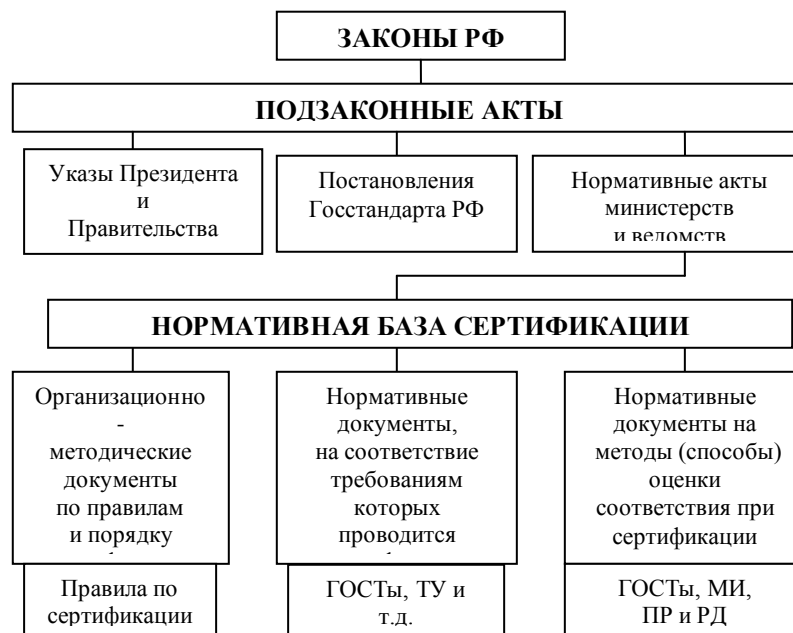 ЗАКОНЫ РФ
ПОДЗАКОННЫЕ АКТЫ
Указы Президента
и
Правительства
Постановления
Госстандарта РФ
Нормативные акты
министерств
и ведомств
НОРМАТИВНАЯ БАЗА СЕРТИФИКАЦИИ
Организационно
-
методические
документы
по правилам
и порядку
Нормативные
документы,
на соответствие
требованиям
которых
проводится
Нормативные
документы на
методы (способы)
оценки
соответствия при
сертификации
Правила по
сертификации
ГОСТы, ТУ и
т.д.
ГОСТы, МИ,
ПР и РД